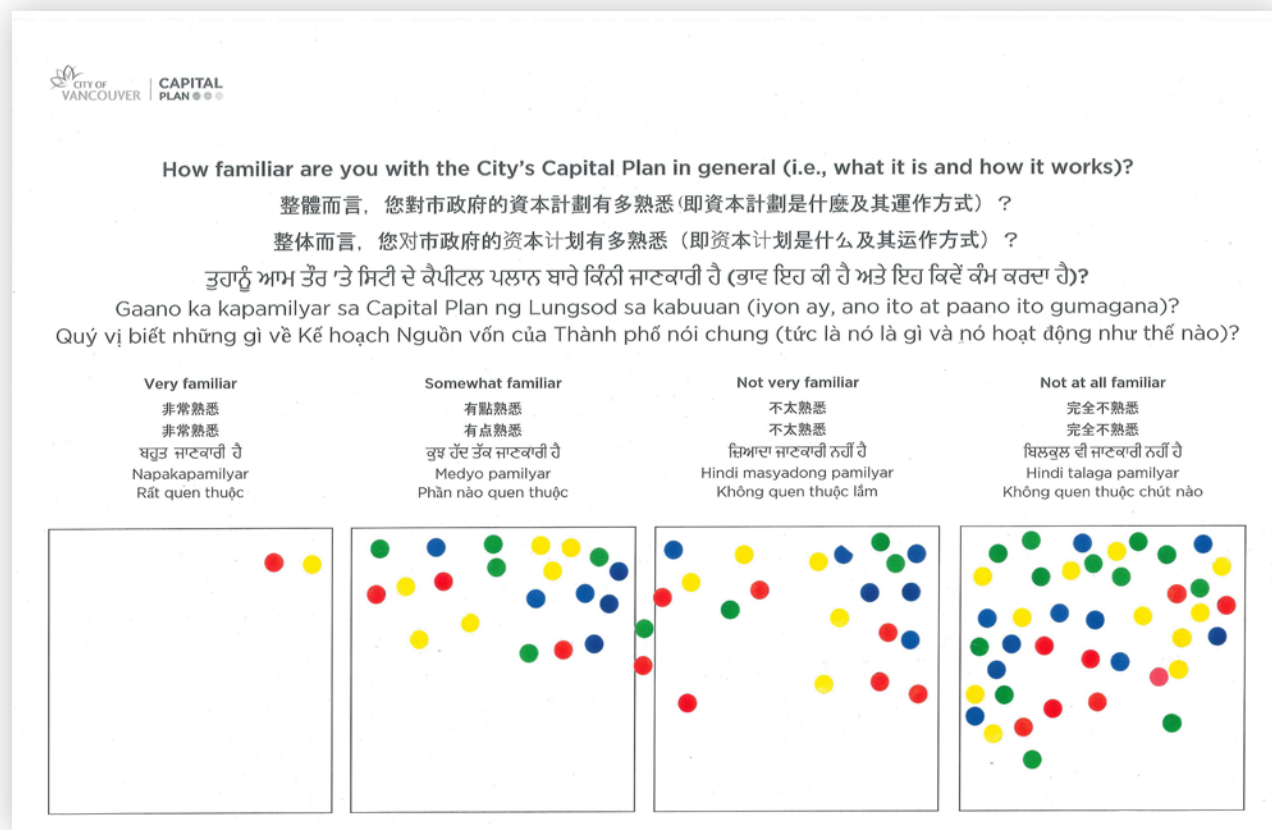 CITY OF
VANCOUVER
CAPITAL
PLAN
How familiar are you with the City's Capital Plan in general (i.e., what it is and how it works)?
整體而言，您對市政府的資本計劃有多熟悉(即資本計劃是什麽及其運作方式）？
整体而言，您对市政府的资本计划有多熟悉（即资本计划是什么及其运作方式）？
ਤੁਹਾਨੂੰ ਆਮ ਤੌਰ 'ਤੇ ਸਿਟੀ ਦੇ ਕੈਪੀਟਲ ਪਲਾਨ ਬਾਰੇ ਕਿੰਨੀ ਜਾਣਕਾਰੀ ਹੈ (ਭਾਵ ਇਹ ਕੀ ਹੈ ਅਤੇ ਇਹ ਕਿਵੇਂ ਕੰਮ ਕਰਦਾ ਹੈ)?
Gaano ka kapamilyar sa Capital Plan ng Lungsod sa kabuuan (iyon ay, ano ito at paano ito gumagana)?
Quý vị biết những gì về Kế hoạch Nguồn vốn của Thành phố nói chung (tức là nó là gì và nó hoạt động như thế nào)?
Very familiar
非常熟悉
非常熟悉
ਬਹੁਤ ਜਾਣਕਾਰੀ ਹੈ
Napakapamilyar
Rất quen thuộc
Somewhat familiar
有點熟悉
有点熟悉
ਕੁਝ ਹੱਦ ਤੱਕ ਜਾਣਕਾਰੀ ਹੈ
Medyo pamilyar
Phần nào quen thuộc
Not very familiar
不太熟悉
不太熟悉
ਜ਼ਿਆਦਾ ਜਾਣਕਾਰੀ ਨਹੀਂ ਹੈ
Hindi masyadong pamilyar
Không quen thuộc lắm
Not at all familiar
完全不熟悉
完全不熟悉
ਬਿਲਕੁਲ ਵੀ ਜਾਣਕਾਰੀ ਨਹੀਂ ਹੈ
Hindi talaga pamilyar
Không quen thuộc chút nào